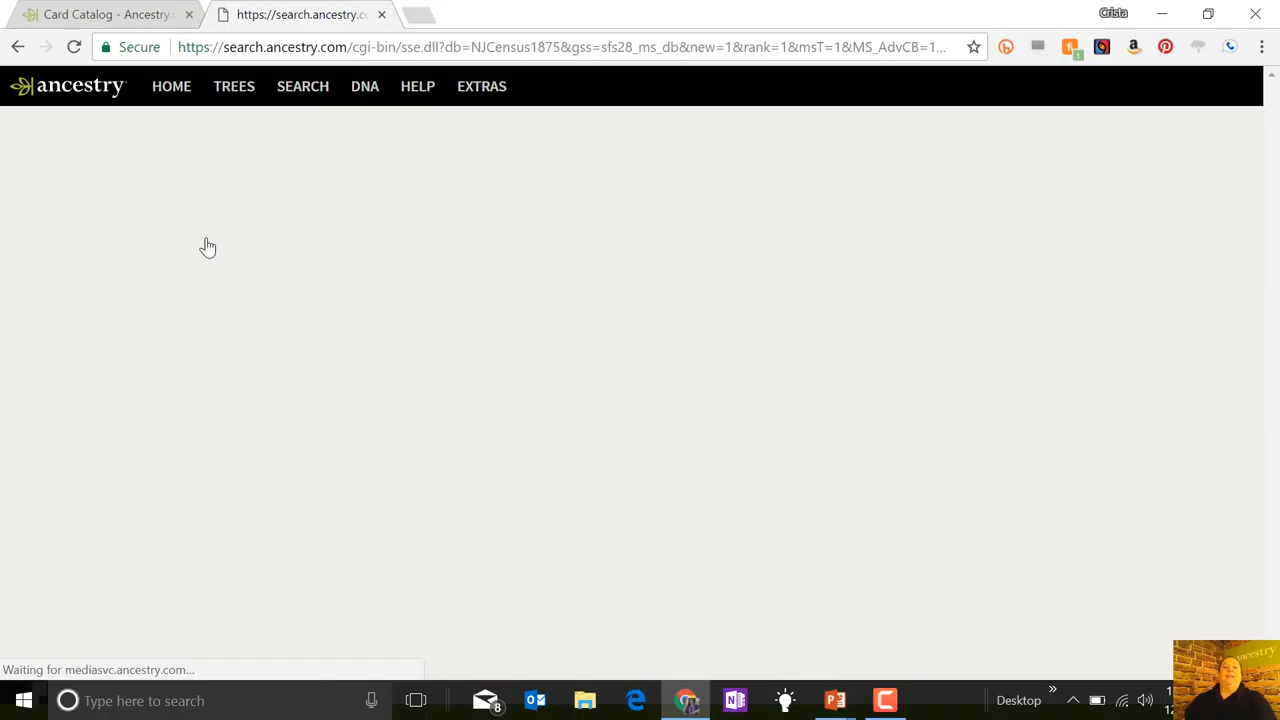 Card Catalog - Ancestry.
https://search.ancestry.c
Crista
Secure
https://search.ancestry.com/cgi-bin/sse.dll?db=NJCensus1875&gss=sfs28_ms_db&new=1&rank=1&msT=1&MS_AdvCB=1...
1
ancestry
HOME
TREES
SEARCH
DNA
HELP
EXTRAS
Waiting for mediasvc.ancestry.com...
Type here to search
8
Desktop
ancestry